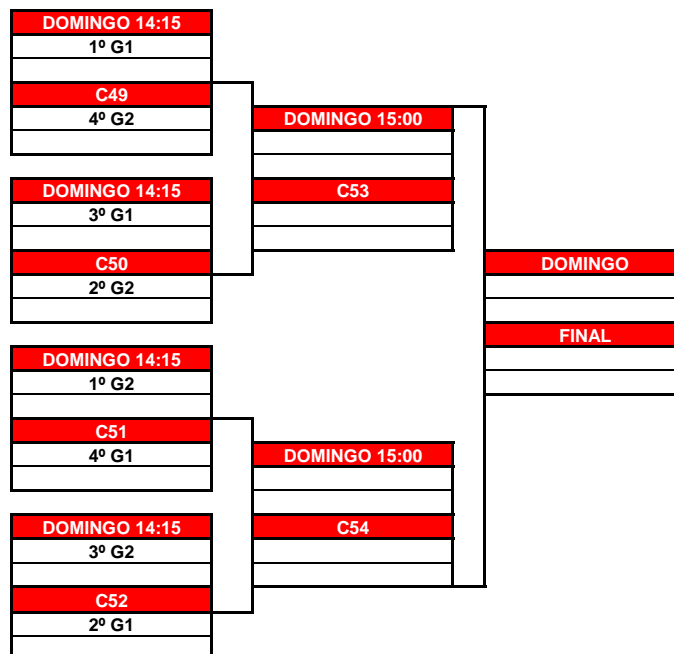 DOMINGO 14:15
1º G1
C49
4º G2
DOMINGO 14:15
3º G1
C50
2º G2
DOMINGO 14:15
1º G2
C51
4º G1
DOMINGO 14:15
3º G2
C52
2º G1
DOMINGO 15:00
C53
DOMINGO 15:00
C54
DOMINGO
FINAL